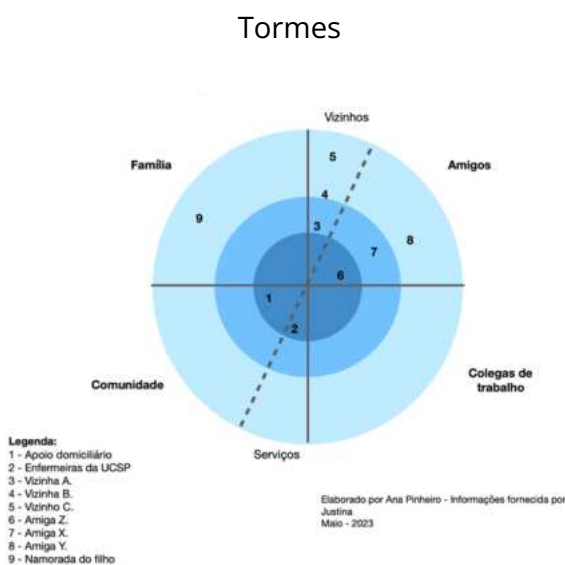 Tormes
Vizinhos
Família
Amigos
5
4
9
3
8
7
6
1
2
Comunidade
Colegas de
trabalho
Serviços
Legenda:
1 - Apoio domiciliário
2 - Enfermeiras da UCSP
3 - Vizinha A.
4 - Vizinha B.
5 - Vizinho C.
6 - Amiga Z.
7 - Amiga X.
8 - Amiga Y.
9 - Namorada do filho
Elaborado por Ana Pinheiro - Informações fornecida por
Justina
Maio - 2023